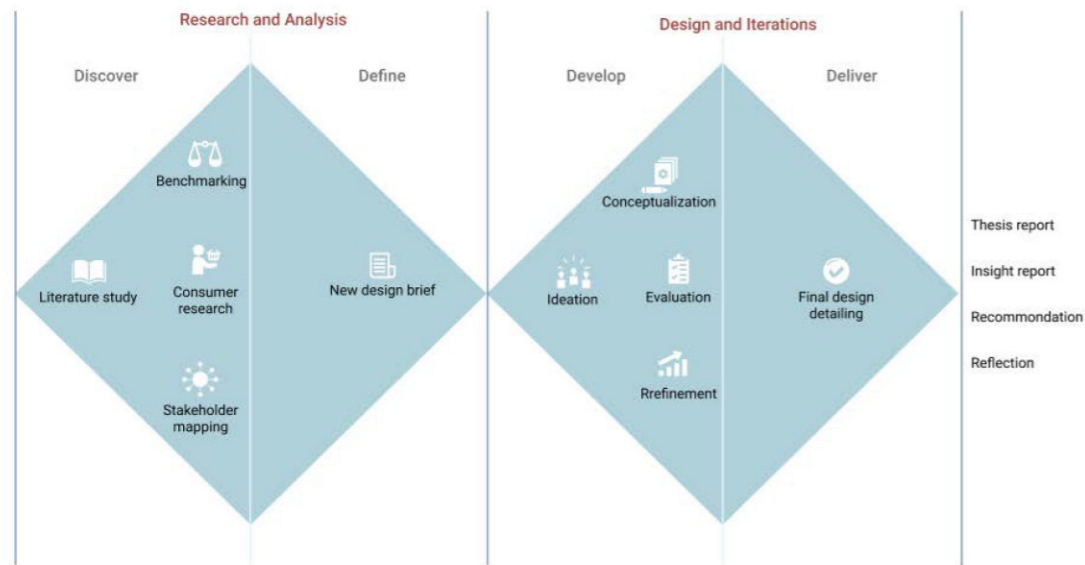 Research and Analysis
Design and Iterations
Discover
Define
Develop
Deliver
Benchmarking
Literature study
Consumer
research
Stakeholder
mapping
New design brief
Conceptualization
Ideation
Evaluation
Rrefinement
Final design
detailing
Thesis report
Insight report
Recommondation
Reflection